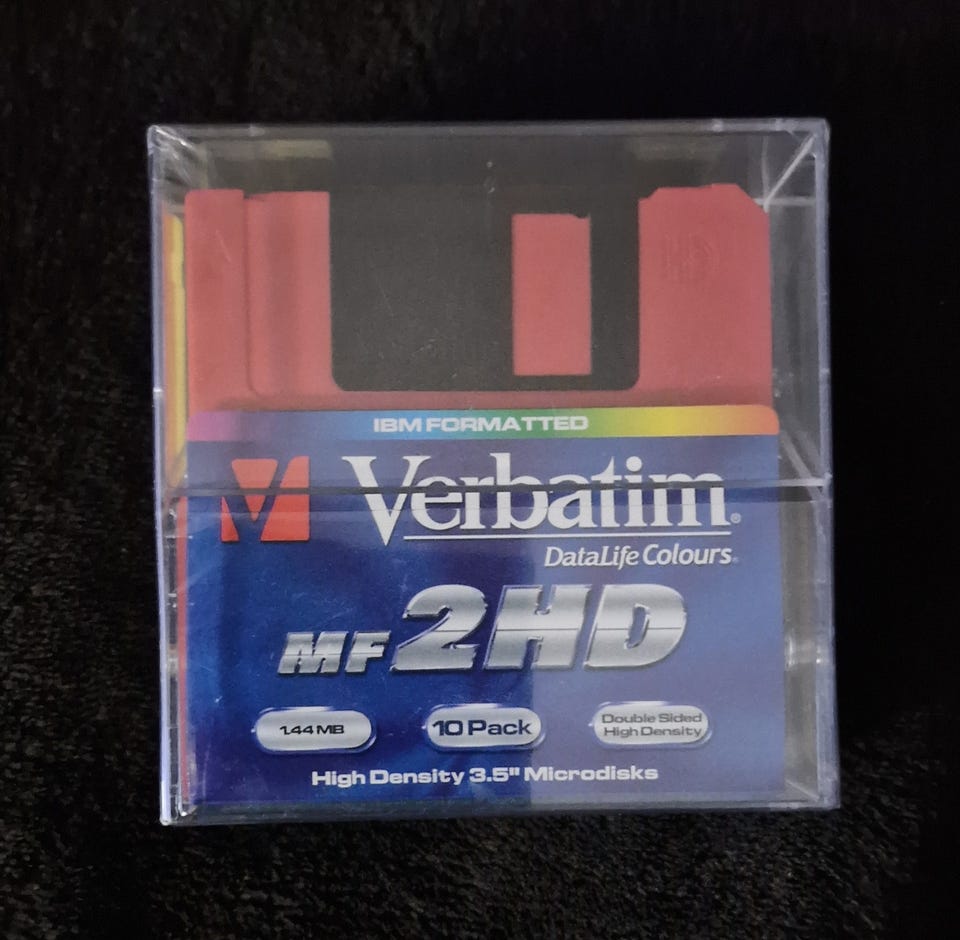 HD
IBM FORMATTED
Verbatim®
DataLife Colours
MF 2HD
1.44 MB
10 Pack
Double Sided
High Density
High Density 3.5" Microdisks